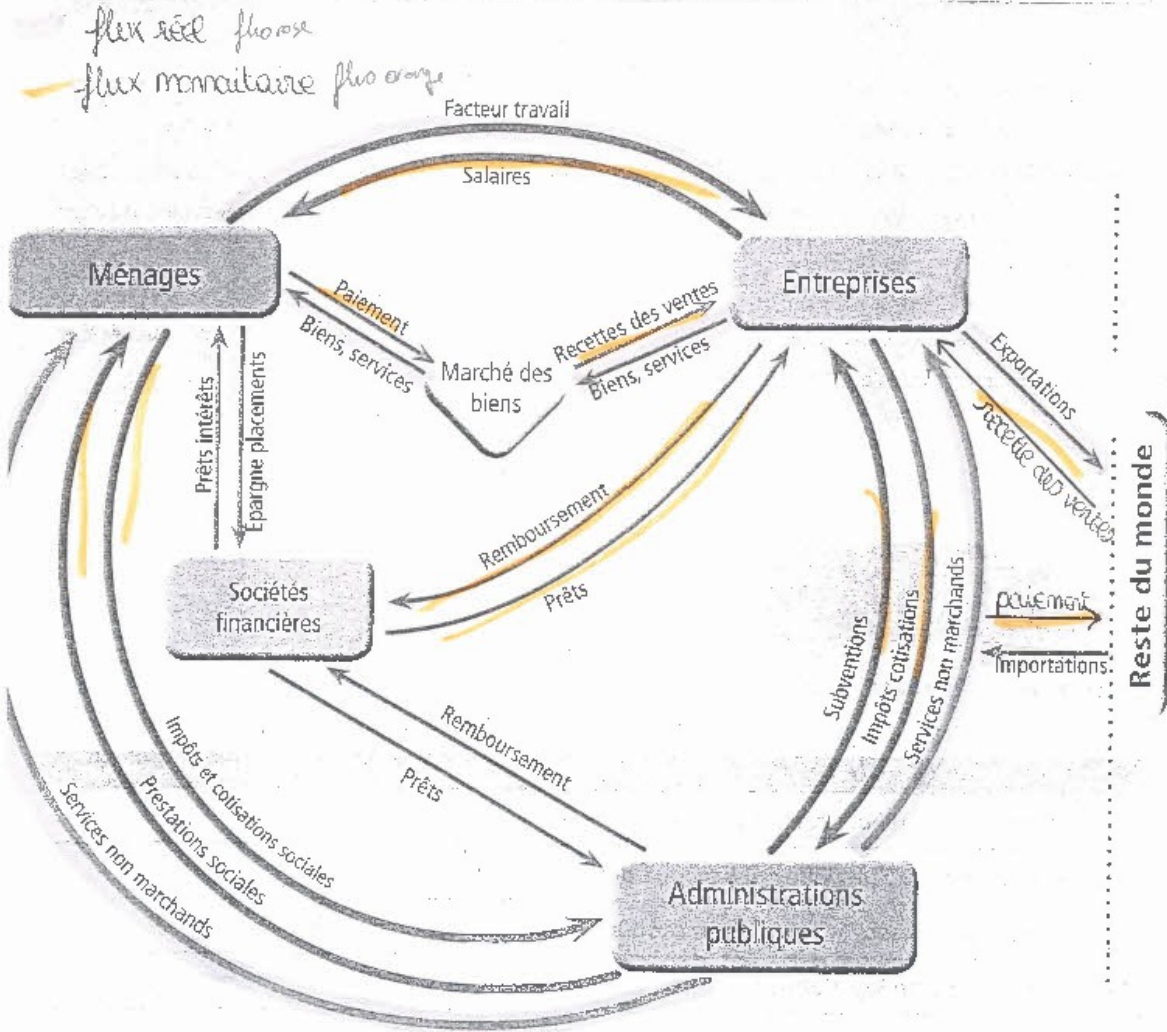 flux réel fluo rose
flux monnaitaire fluo orange
Facteur travail
Salaires
Ménages
Entreprises
Paiement
Biens, services
Recettes des ventes
Biens, services
Marché des
biens
Exportations
recette des ventes
Prêts intérêts
Epargne placements
Remboursement
Prêts
Sociétés
financières
Subventions
Impôts cotisations
Services non marchands
paiement
Importations
Reste du monde
Remboursement
Prêts
Impôts et cotisations sociales
Prestations sociales
Services non marchands
Administrations
publiques